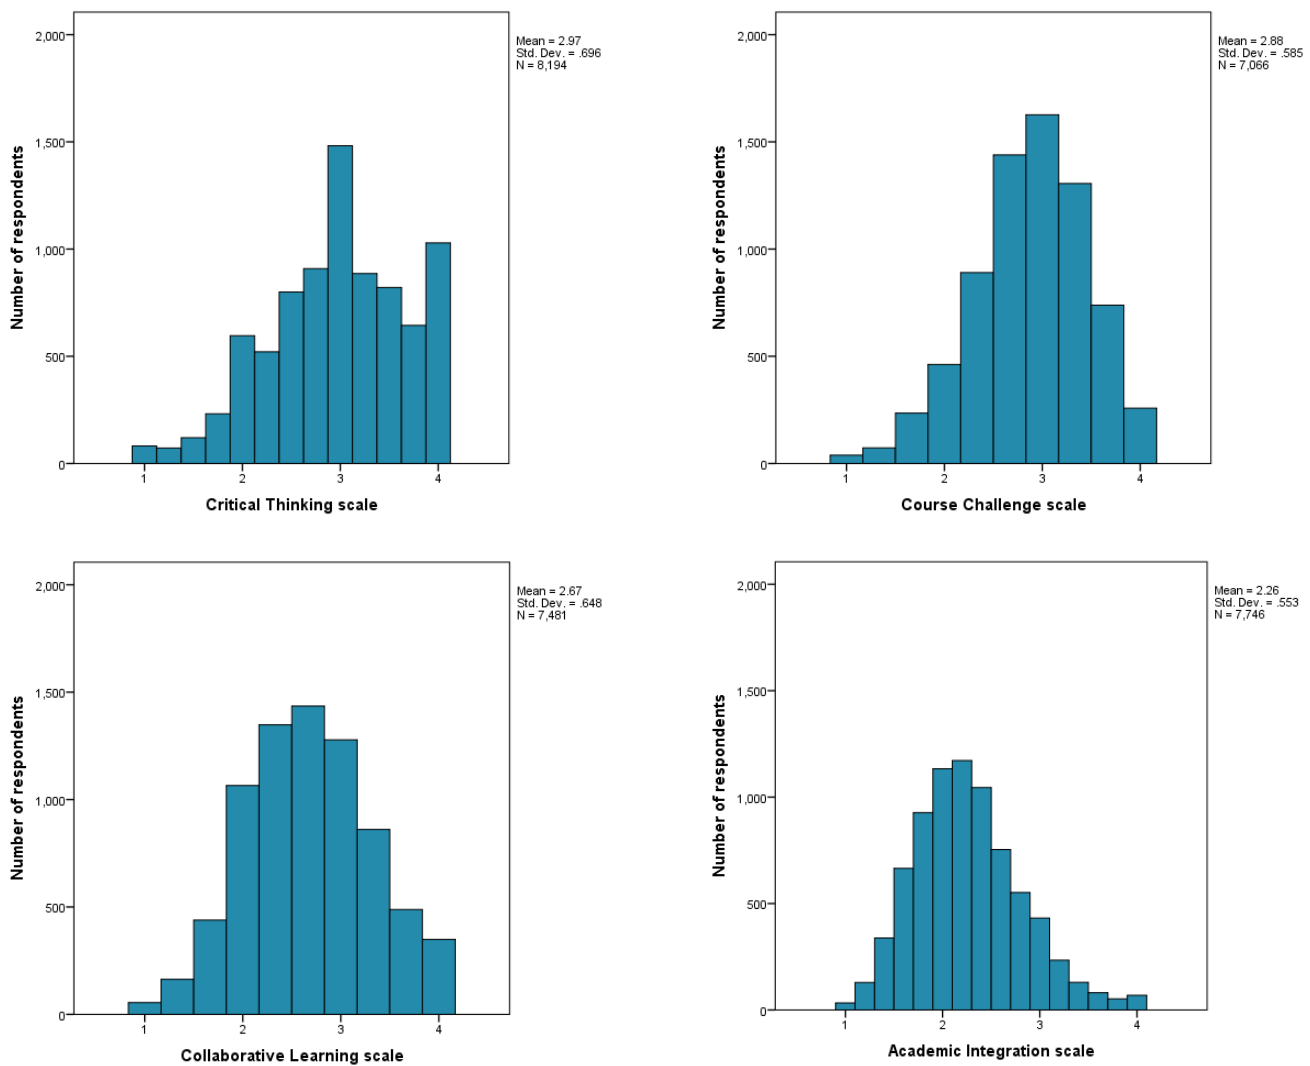 2,000
1,500
1,000
500
0
Number of respondents
1 2 3 4
Critical Thinking scale
Mean = 2.97
Std. Dev. = .696
N = 8,194
2,000
1,500
1,000
500
0
Number of respondents
1 2 3 4
Course Challenge scale
Mean = 2.88
Std. Dev. = .585
N = 7,066
2,000
1,500
1,000
500
0
Number of respondents
1 2 3 4
Collaborative Learning scale
Mean = 2.67
Std. Dev. = .648
N = 7,481
2,000
1,500
1,000
500
0
Number of respondents
1 2 3 4
Academic Integration scale
Mean = 2.26
Std. Dev. = .553
N = 7,746